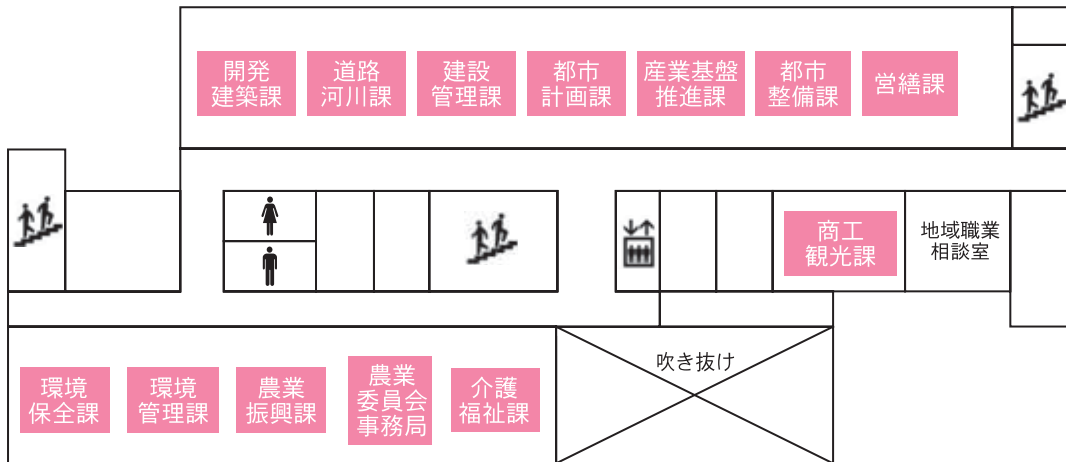 開発
建築課
道路
河川課
建設
管理課
都市
計画課
産業基盤
推進課
都市
整備課
営繕課
商工
観光課
地域職業
相談室
吹き抜け
環境
保全課
環境
管理課
農業
振興課
農業
委員会
事務局
介護
福祉課